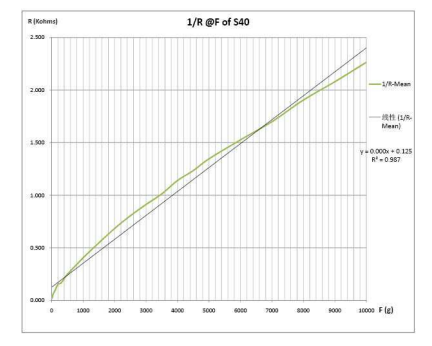 R (Kohms)
1/R @F of S40
2.500
2.000
1.500
1.000
0.500
0.000
0 1000 2000 3000 4000 5000 6000 7000 8000 9000 10000 F (g)
1/R-Mean
线性 (1/R-
Mean)
y = 0.000x + 0.125
R² = 0.987